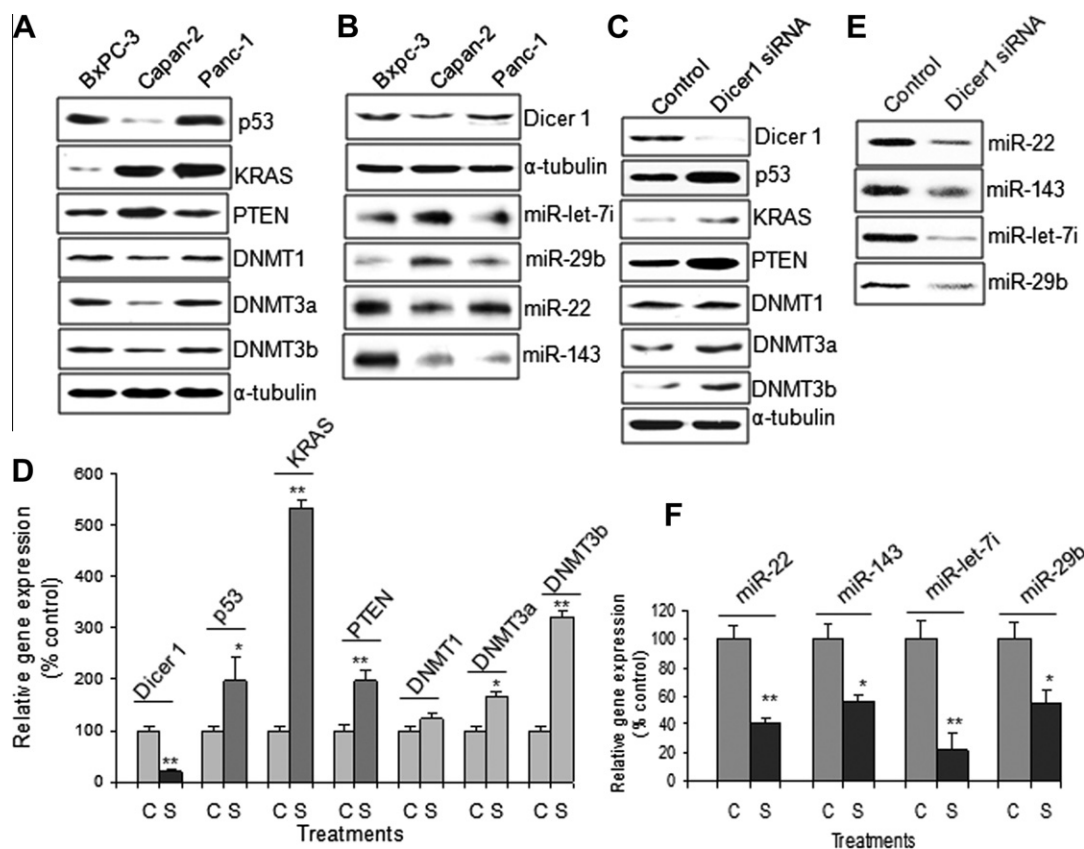 A
BxPC-3 Capan-2 Panc-1
p53
KRAS
PTEN
DNMT1
DNMT3a
DNMT3b
α-tubulin
B
Bxpc-3 Capan-2 Panc-1
Dicer 1
α-tubulin
miR-let-7i
miR-29b
miR-22
miR-143
C
Control Dicer1 siRNA
Dicer 1
p53
KRAS
PTEN
DNMT1
DNMT3a
DNMT3b
α-tubulin
E
Control Dicer1 siRNA
miR-22
miR-143
miR-let-7i
miR-29b
D
Relative gene expression
(% control)
600
500
400
300
200
100
0
Dicer 1 p53 KRAS PTEN DNMT1 DNMT3a DNMT3b
** * ** ** * **
C S C S C S C S C S C S C S
Treatments
F
Relative gene expression
(% control)
120
100
80
60
40
20
0
miR-22 miR-143 miR-let-7i miR-29b
** * ** *
C S C S C S C S
Treatments